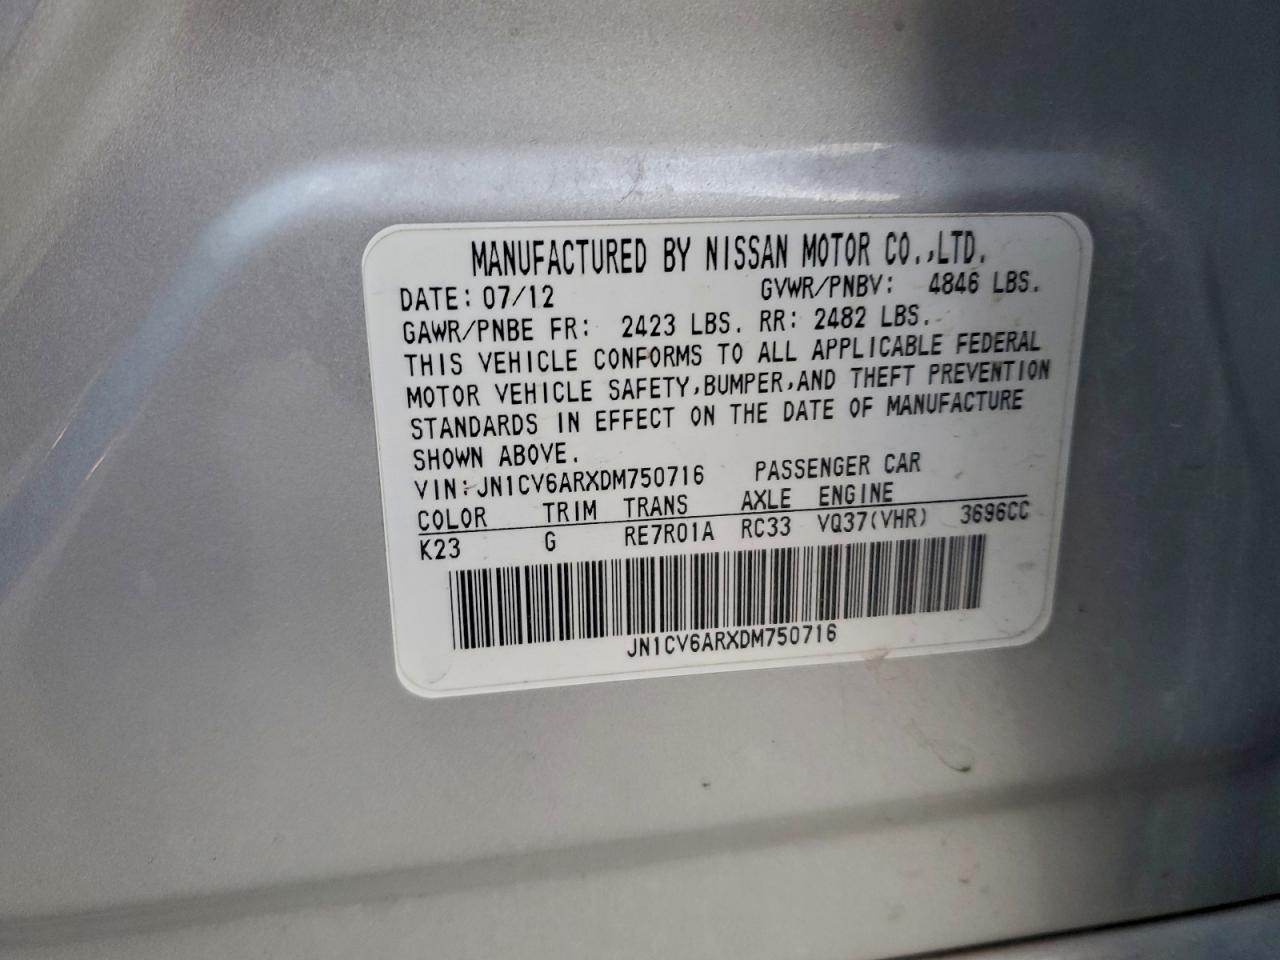 MANUFACTURED BY NISSAN MOTOR CO.,LTD.
DATE: 07/12 GVWR/PNBV: 4846 LBS.
GAWR/PNBE FR: 2423 LBS. RR: 2482 LBS.
THIS VEHICLE CONFORMS TO ALL APPLICABLE FEDERAL
MOTOR VEHICLE SAFETY,BUMPER,AND THEFT PREVENTION
STANDARDS IN EFFECT ON THE DATE OF MANUFACTURE
SHOWN ABOVE.
VIN:JN1CV6ARXDM750716 PASSENGER CAR
COLOR TRIM TRANS AXLE ENGINE
K23 G RE7R01A RC33 VQ37(VHR) 3696CC
JN1CV6ARXDM750716